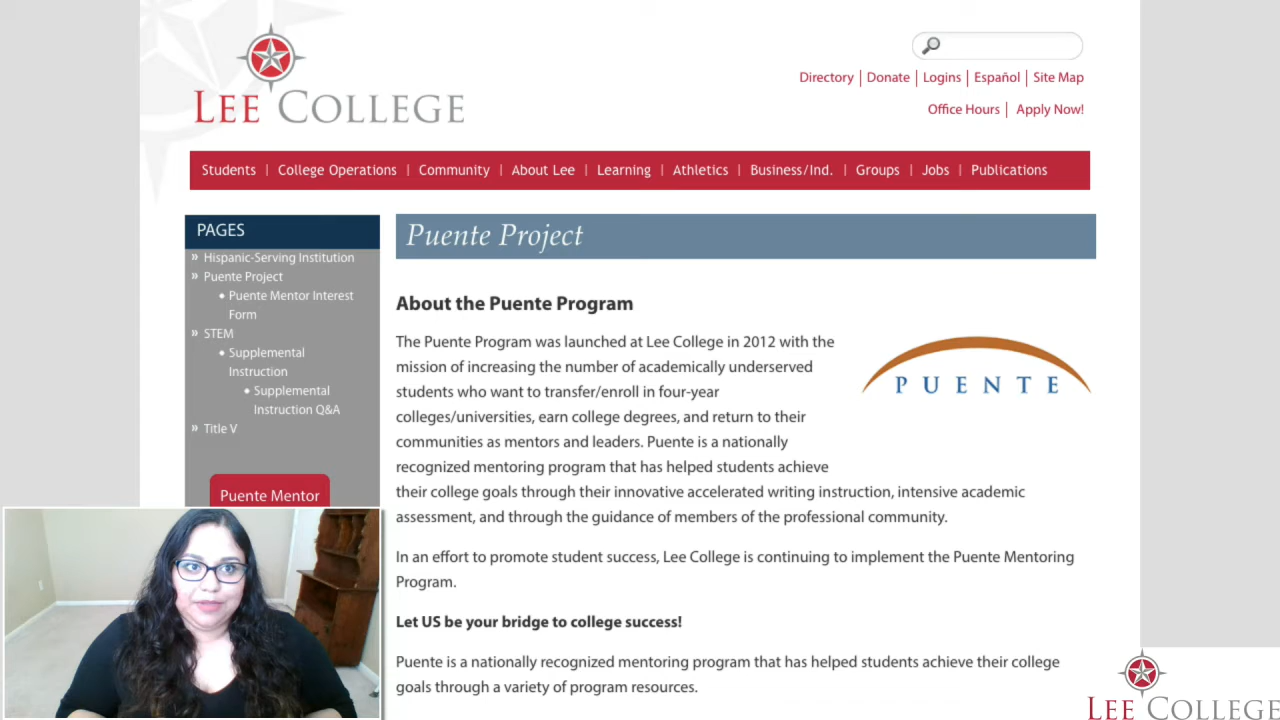 LEE COLLEGE
Directory | Donate | Logins | Español | Site Map
Office Hours | Apply Now!
Students | College Operations | Community | About Lee | Learning | Athletics | Business/Ind. | Groups | Jobs | Publications
PAGES
» Hispanic-Serving Institution
» Puente Project
• Puente Mentor Interest
Form
» STEM
• Supplemental
Instruction
• Supplemental
Instruction Q&A
» Title V
Puente Mentor
Puente Project
About the Puente Program
The Puente Program was launched at Lee College in 2012 with the
mission of increasing the number of academically underserved
students who want to transfer/enroll in four-year
colleges/universities, earn college degrees, and return to their
communities as mentors and leaders. Puente is a nationally
recognized mentoring program that has helped students achieve
their college goals through their innovative accelerated writing instruction, intensive academic
assessment, and through the guidance of members of the professional community.
PUENTE
In an effort to promote student success, Lee College is continuing to implement the Puente Mentoring
Program.
Let US be your bridge to college success!
Puente is a nationally recognized mentoring program that has helped students achieve their college
goals through a variety of program resources.
LEE COLLEGE